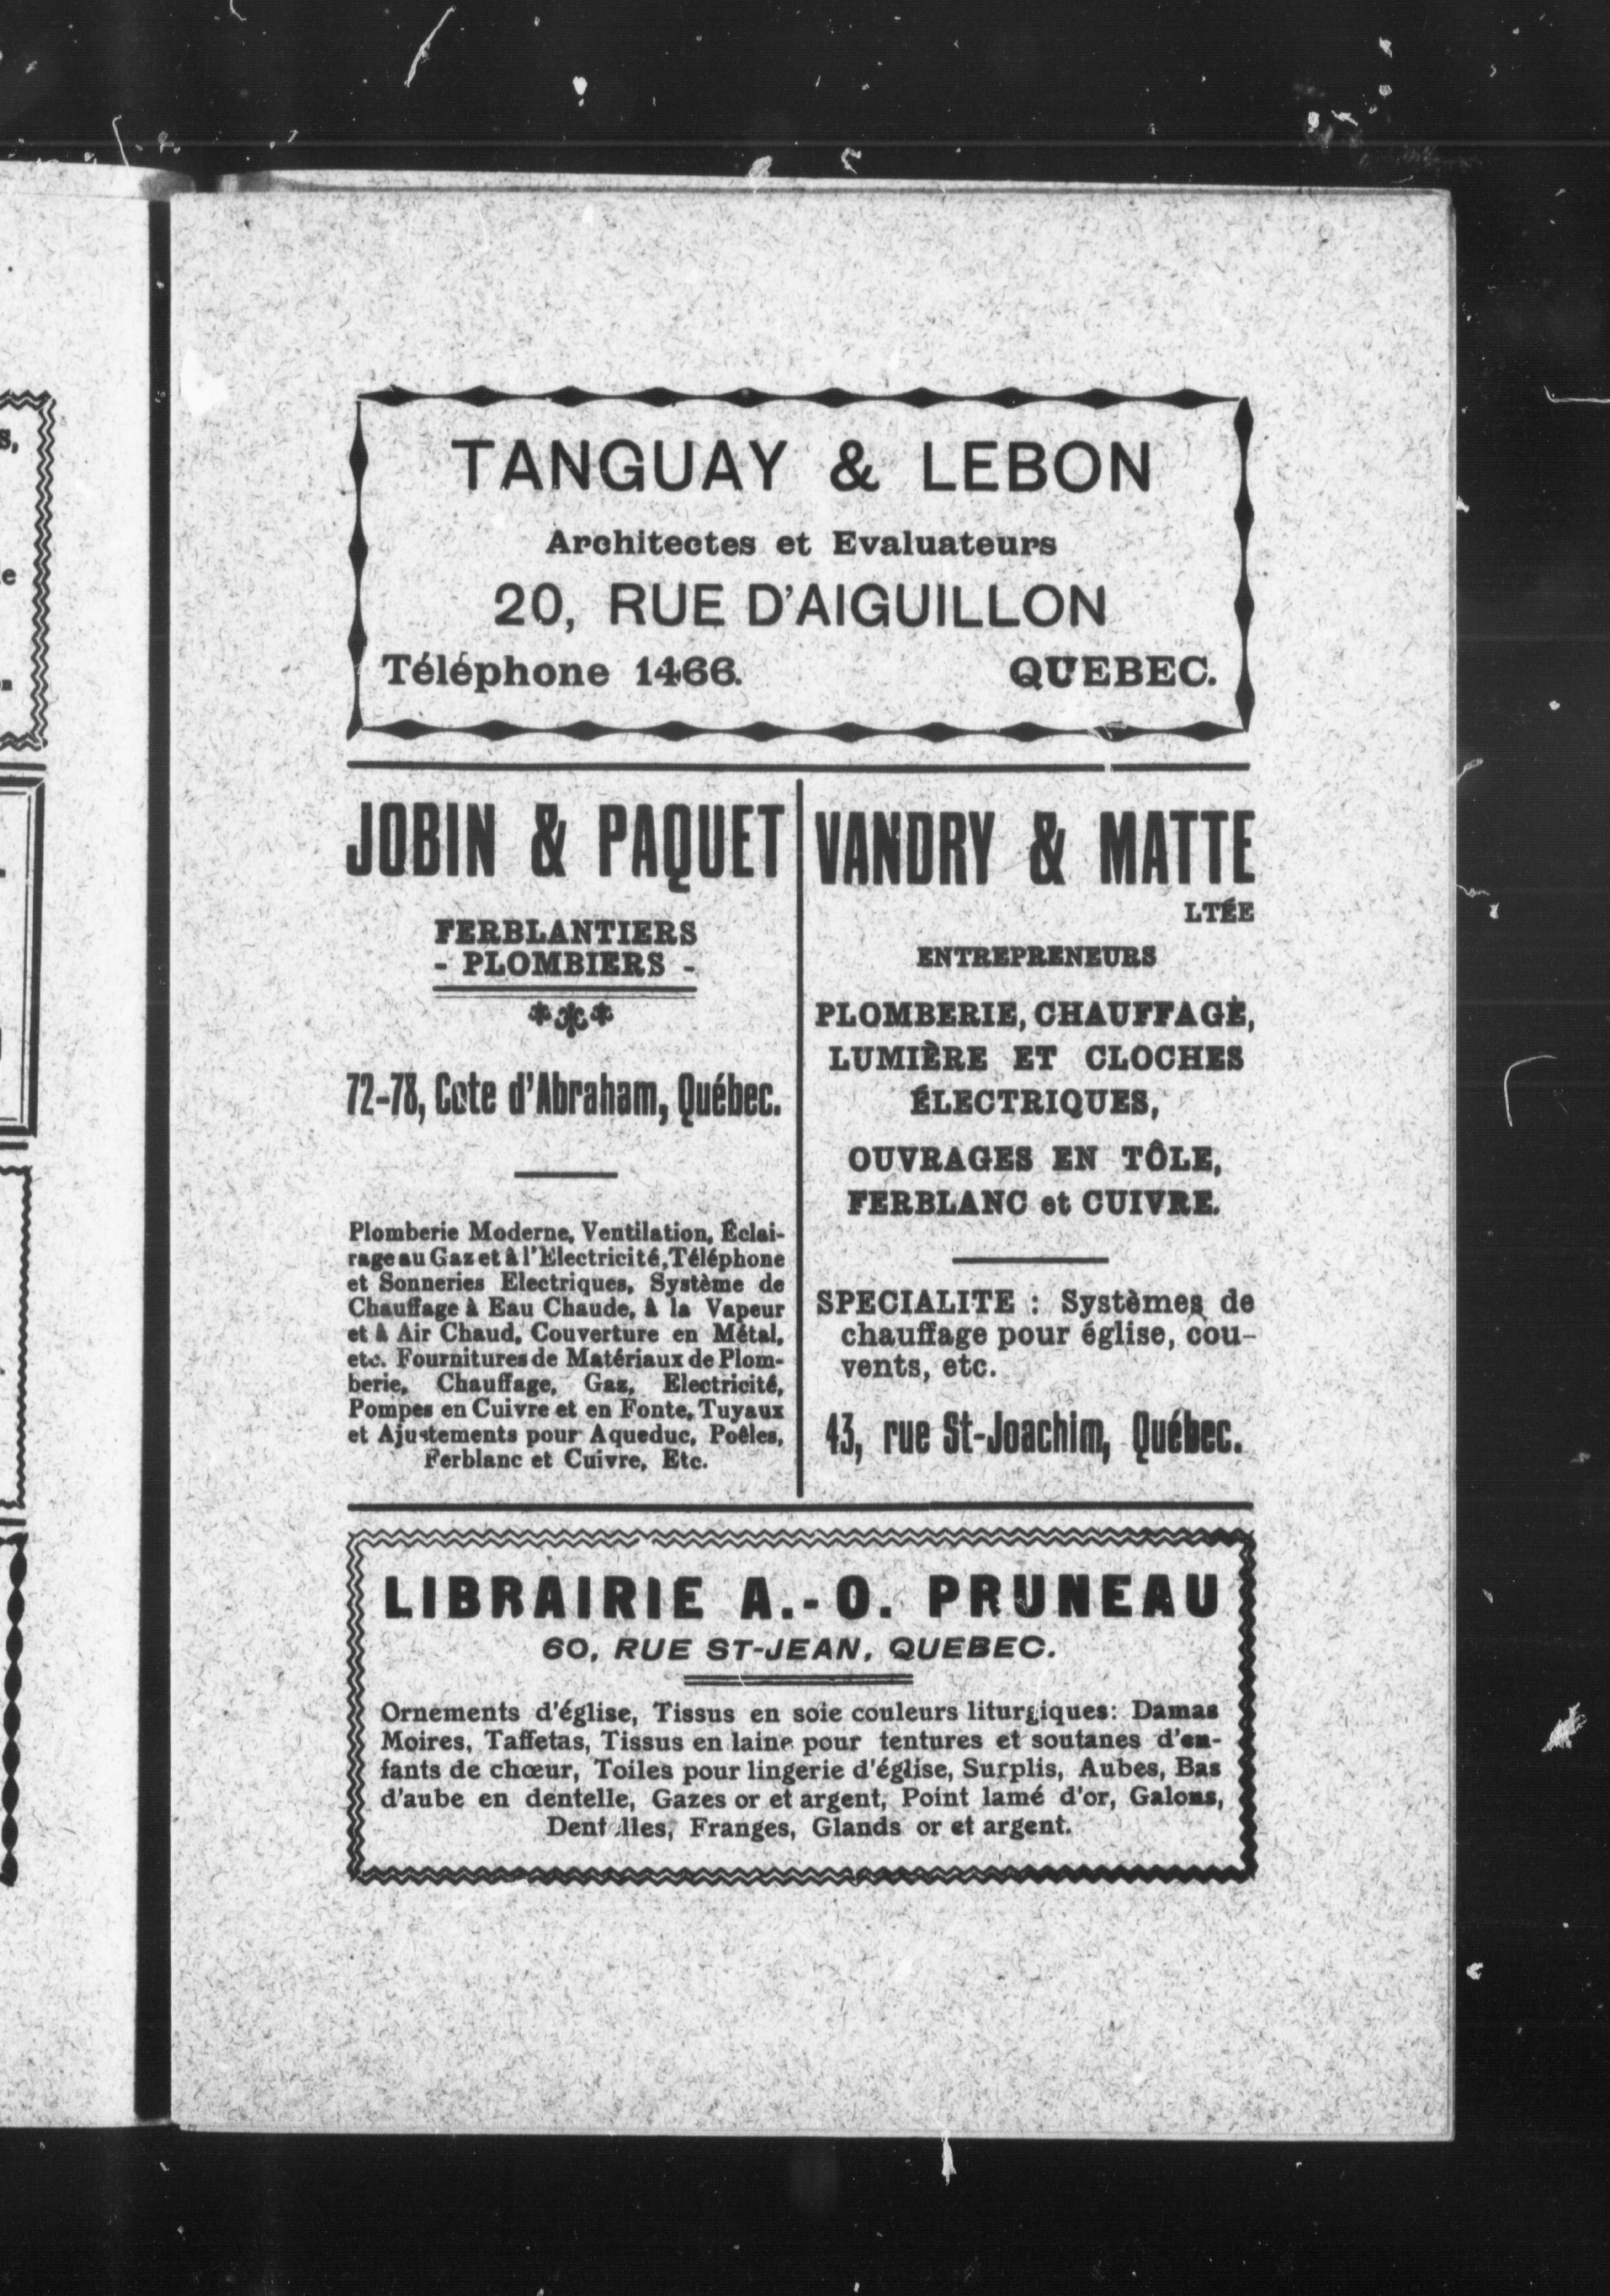 TANGUAY & LEBON
Architectes et Evaluateurs
20, RUE D'AIGUILLON
Téléphone 1466. QUEBEC.
JOBIN & PAQUET
FERBLANTIERS
- PLOMBIERS -
72-78, Cote d'Abraham, Québec.
Plomberie Moderne, Ventilation, Éclai-
rage au Gaz et à l'Electricité, Téléphone
et Sonneries Electriques, Système de
Chauffage à Eau Chaude, à la Vapeur
et à Air Chaud, Couverture en Métal,
etc. Fournitures de Matériaux de Plom-
berie, Chauffage, Gaz, Electricité,
Pompes en Cuivre et en Fonte, Tuyaux
et Ajustements pour Aqueduc, Poêles,
Ferblanc et Cuivre, Etc.
VANDRY & MATTE
LTÉE
ENTREPRENEURS
PLOMBERIE, CHAUFFAGE,
LUMIÈRE ET CLOCHES
ÉLECTRIQUES,
OUVRAGES EN TÔLE,
FERBLANC et CUIVRE.
SPECIALITE : Systèmes de
chauffage pour église, cou-
vents, etc.
43, rue St-Joachim, Québec.
LIBRAIRIE A.-O. PRUNEAU
60, RUE ST-JEAN, QUEBEC.
Ornements d'église, Tissus en soie couleurs liturgiques: Damas
Moires, Taffetas, Tissus en laine pour tentures et soutanes d'en-
fants de chœur, Toiles pour lingerie d'église, Surplis, Aubes, Bas
d'aube en dentelle, Gazes or et argent, Point lamé d'or, Galons,
Dentelles, Franges, Glands or et argent.